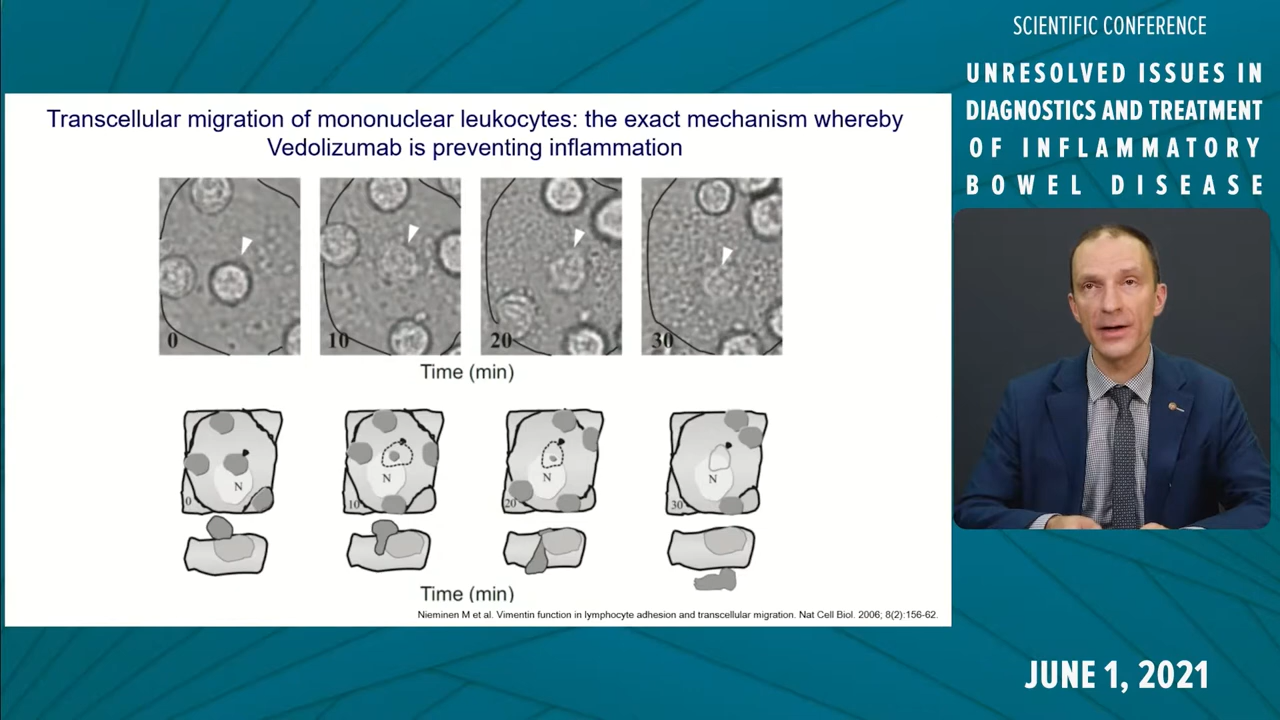 SCIENTIFIC CONFERENCE
UNRESOLVED ISSUES IN
DIAGNOSTICS AND TREATMENT
OF INFLAMMATORY
BOWEL DISEASE
Transcellular migration of mononuclear leukocytes: the exact mechanism whereby
Vedolizumab is preventing inflammation
0
10
20
30
Time (min)
N
N
N
N
0
10
20
30
Time (min)
Nieminen M et al. Vimentin function in lymphocyte adhesion and transcellular migration. Nat Cell Biol. 2006; 8(2):156-62.
JUNE 1, 2021